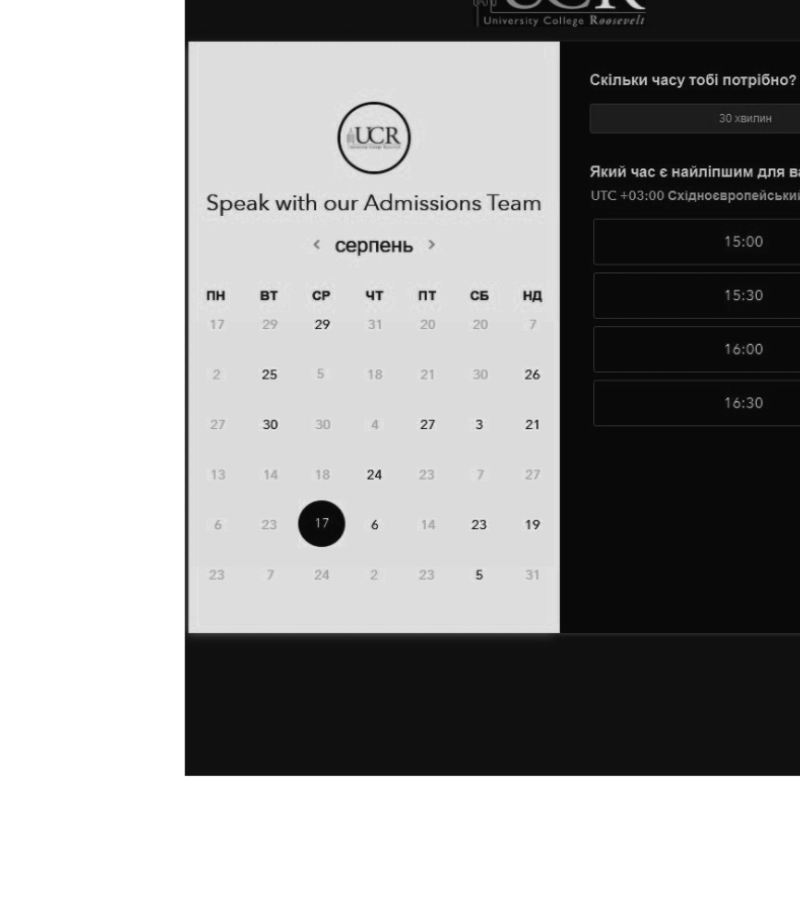 UCR
University College Roosevelt
UCR
Speak with our Admissions Team
< серпень >
ПН ВТ СР ЧТ ПТ СБ НД
17 29 29 31 20 20 7
2 25 5 18 21 30 26
27 30 30 4 27 3 21
13 14 18 24 23 7 27
6 23 17 6 14 23 19
23 7 24 2 23 5 31
Скільки часу тобі потрібно?
30 хвилин
Який час є найліпшим для ва
UTC +03:00 Східноєвропейськи
15:00
15:30
16:00
16:30